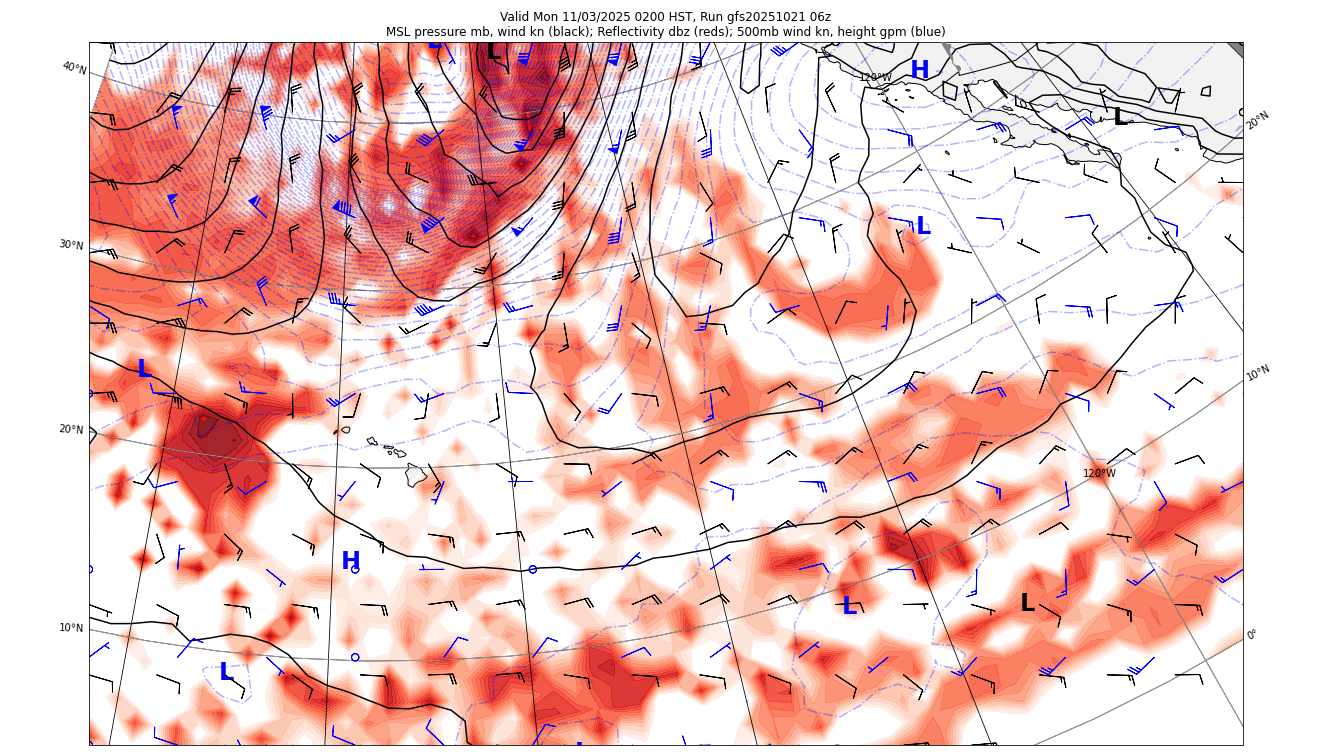 Valid Mon 11/03/2025 0200 HST, Run gfs20251021 06z
MSL pressure mb, wind kn (black); Reflectivity dbz (reds); 500mb wind kn, height gpm (blue)
L
L
40°N
H
120°W
L
20°N
L
30°N
L
10°N
20°N
120°W
H
L
L
10°N
0°
L